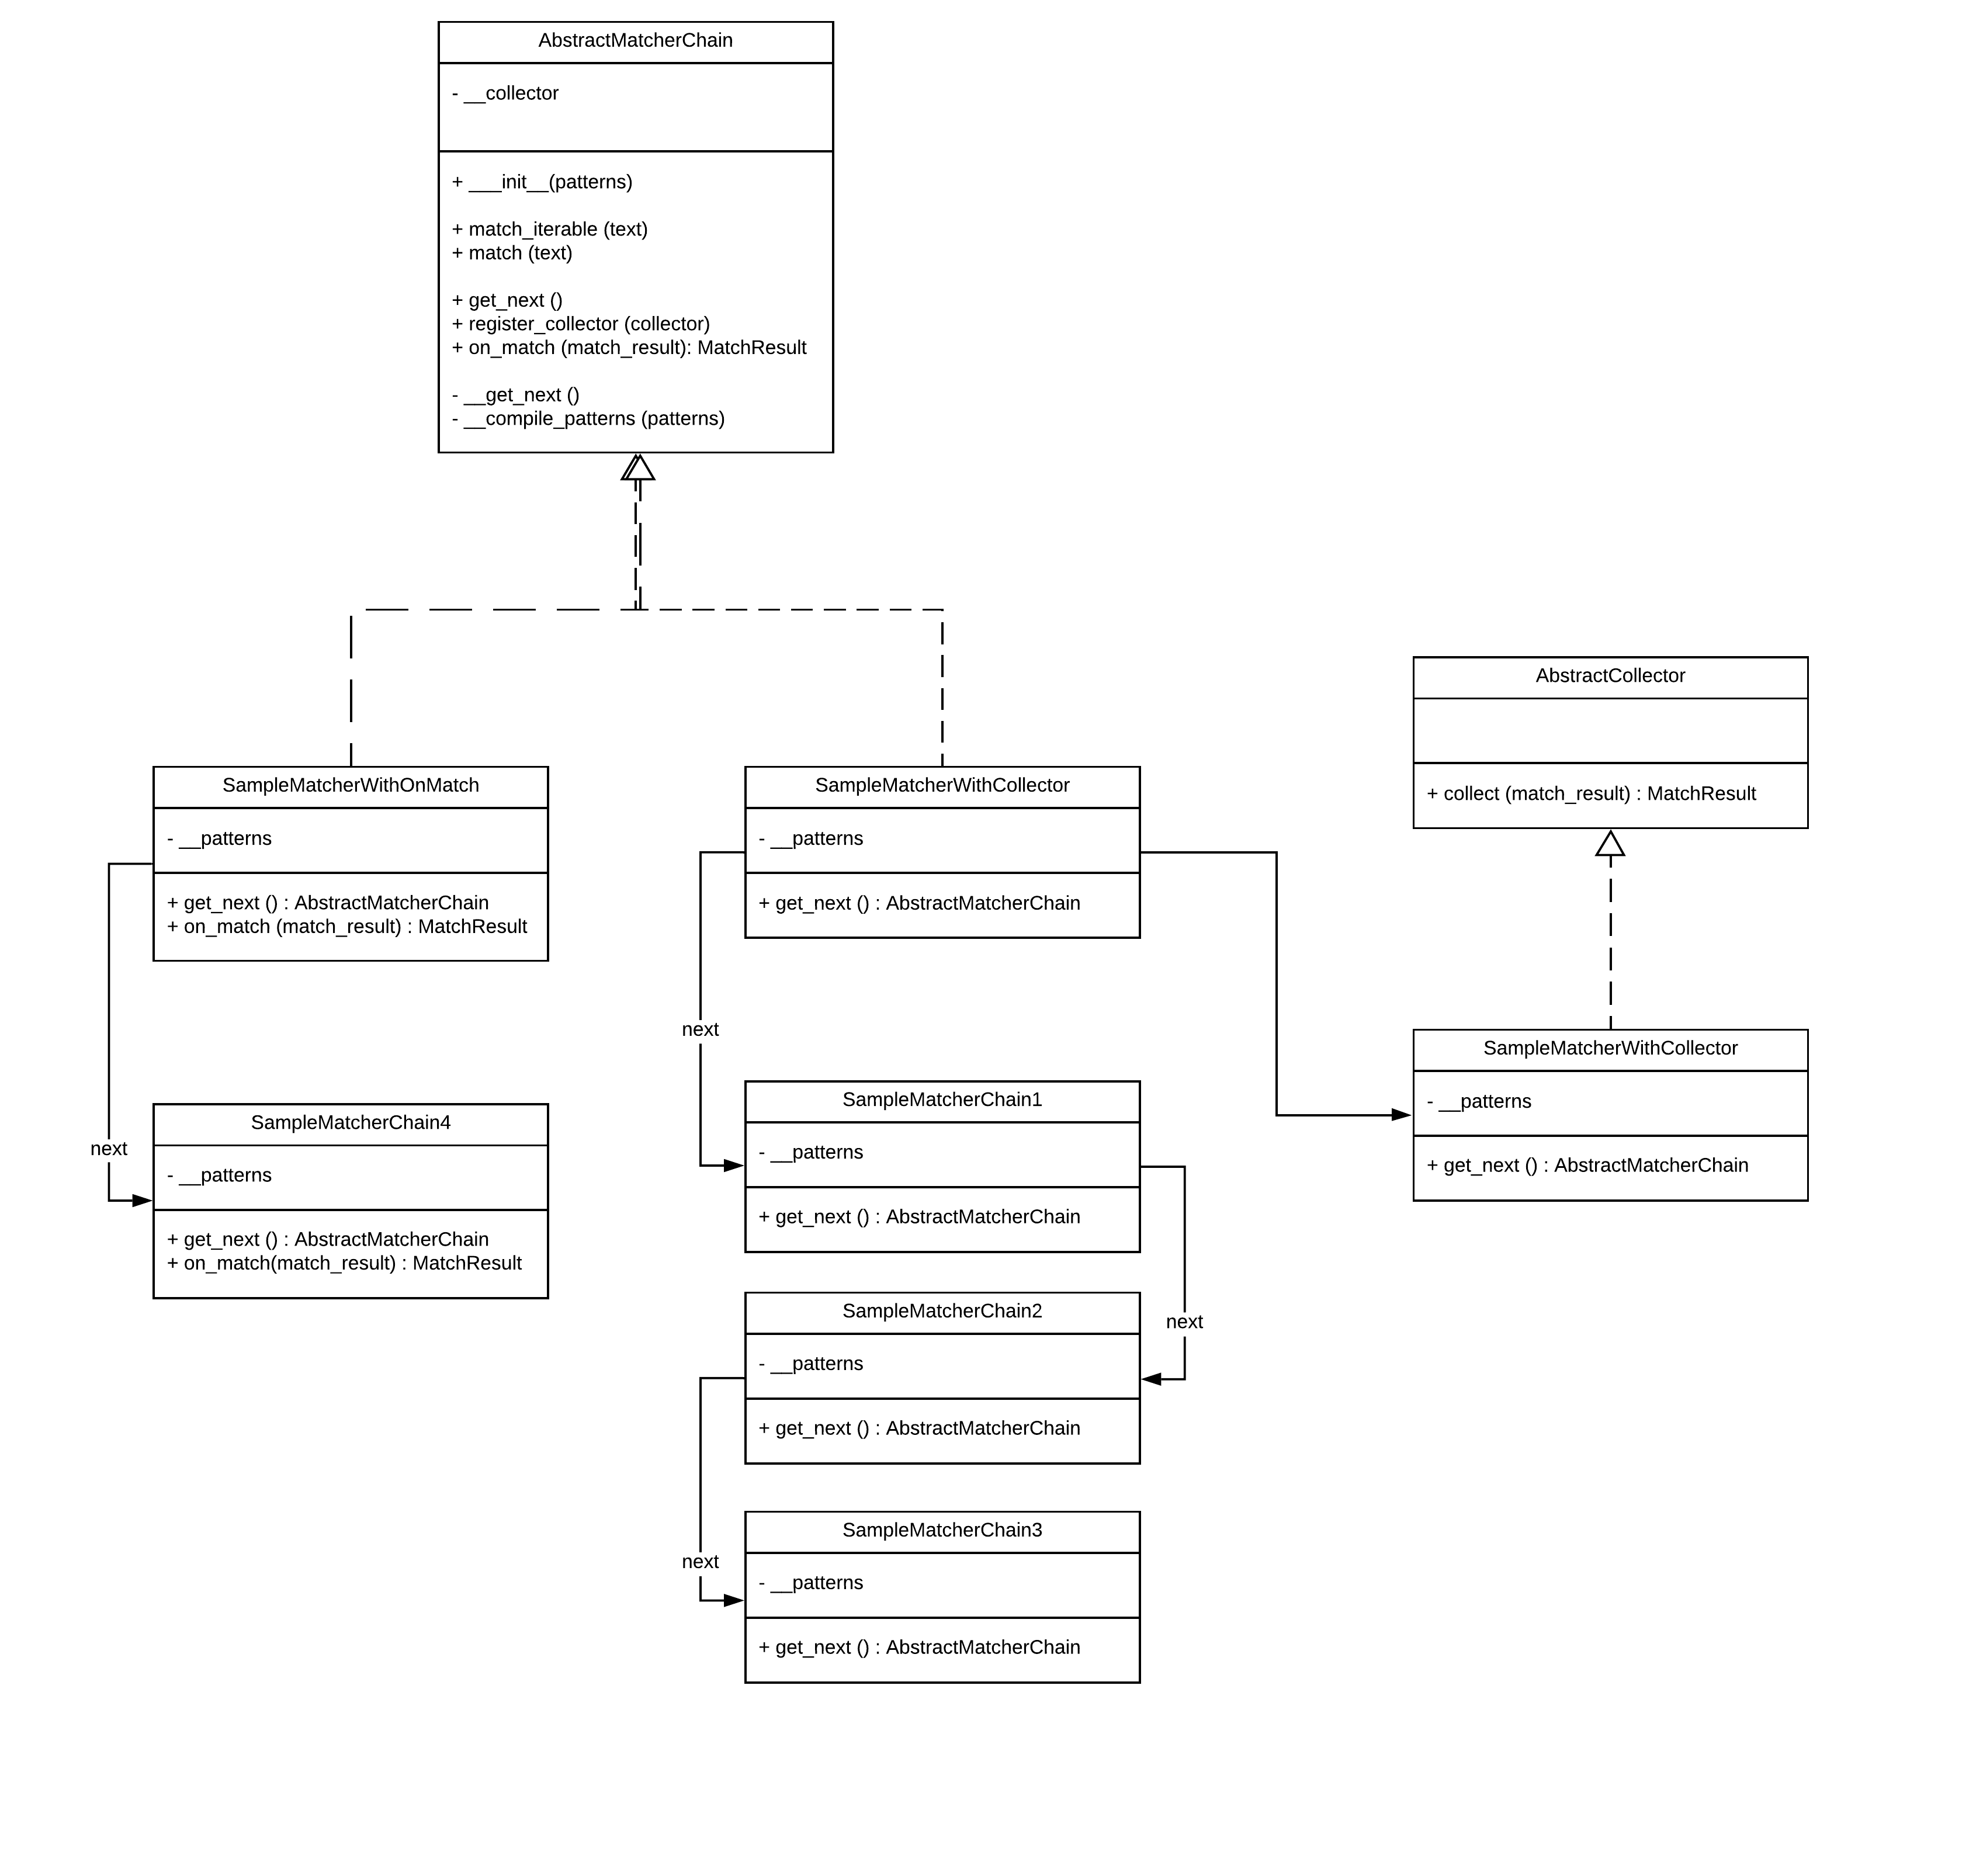 AbstractMatcherChain
- __collector
+ ___init__(patterns)
+ match_iterable (text)
+ match (text)
+ get_next ()
+ register_collector (collector)
+ on_match (match_result): MatchResult
- __get_next ()
- __compile_patterns (patterns)
AbstractCollector
+ collect (match_result) : MatchResult
SampleMatcherWithOnMatch
- __patterns
+ get_next () : AbstractMatcherChain
+ on_match (match_result) : MatchResult
SampleMatcherWithCollector
- __patterns
+ get_next () : AbstractMatcherChain
next
SampleMatcherWithCollector
- __patterns
+ get_next () : AbstractMatcherChain
next
SampleMatcherChain4
- __patterns
+ get_next () : AbstractMatcherChain
+ on_match(match_result) : MatchResult
SampleMatcherChain1
- __patterns
+ get_next () : AbstractMatcherChain
next
SampleMatcherChain2
- __patterns
+ get_next () : AbstractMatcherChain
next
SampleMatcherChain3
- __patterns
+ get_next () : AbstractMatcherChain